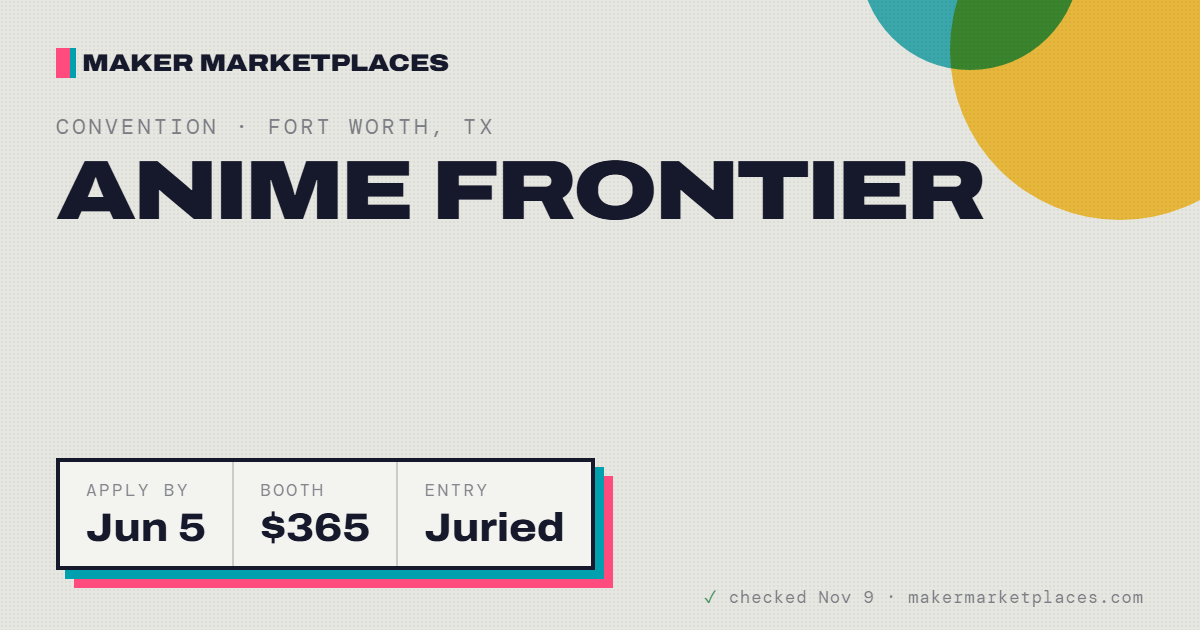 MAKER MARKETPLACES
CONVENTION · FORT WORTH, TX
ANIME FRONTIER
APPLY BY BOOTH ENTRY
Jun 5 $365 Juried
✓ checked Nov 9 · makermarketplaces.com